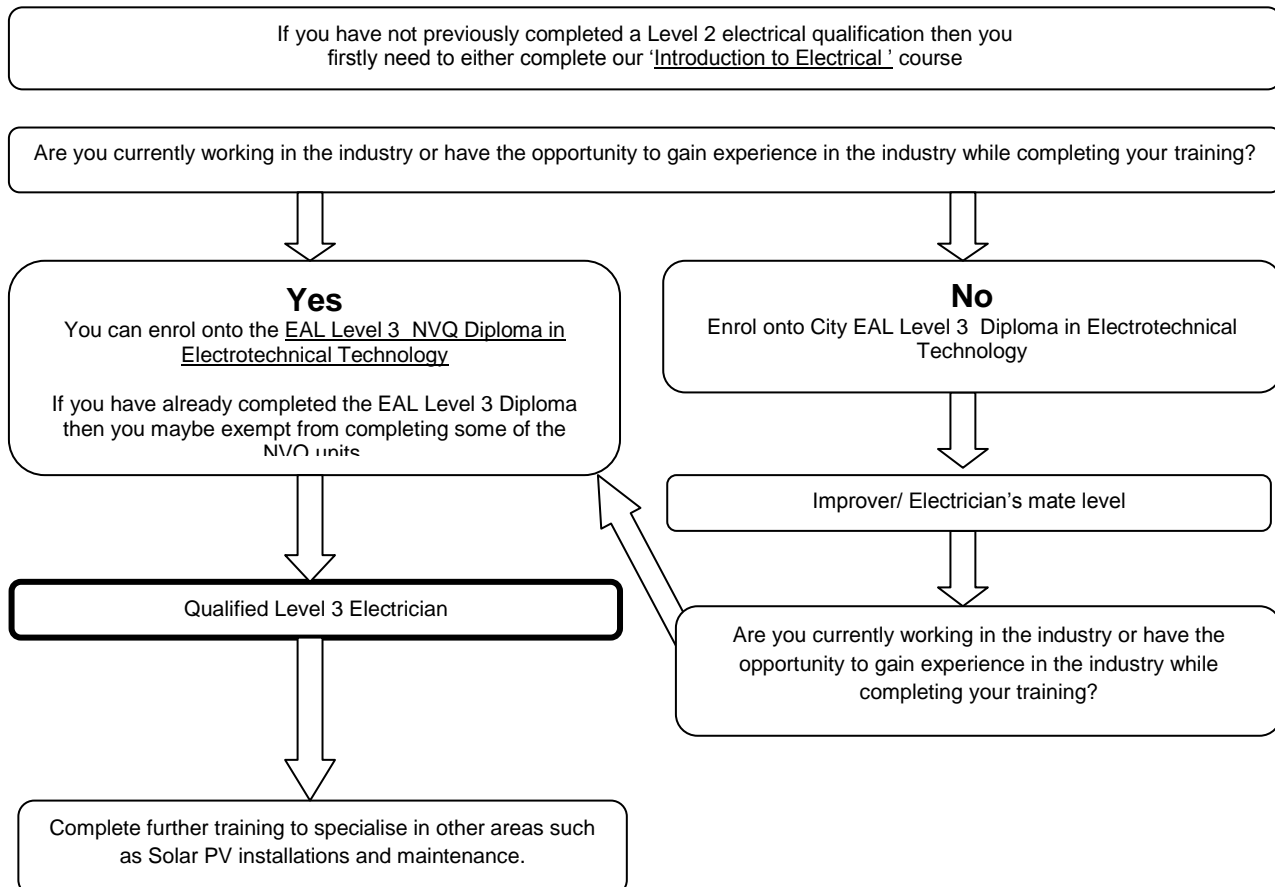 If you have not previously completed a Level 2 electrical qualification then you
firstly need to either complete our ‘Introduction to Electrical ’ course
Are you currently working in the industry or have the opportunity to gain experience in the industry while completing your training?
Yes
You can enrol onto the EAL Level 3 NVQ Diploma in
Electrotechnical Technology
If you have already completed the EAL Level 3 Diploma
then you maybe exempt from completing some of the
NVQ units
No
Enrol onto City EAL Level 3 Diploma in Electrotechnical
Technology
Improver/ Electrician’s mate level
Qualified Level 3 Electrician
Are you currently working in the industry or have the
opportunity to gain experience in the industry while
completing your training?
Complete further training to specialise in other areas such
as Solar PV installations and maintenance.